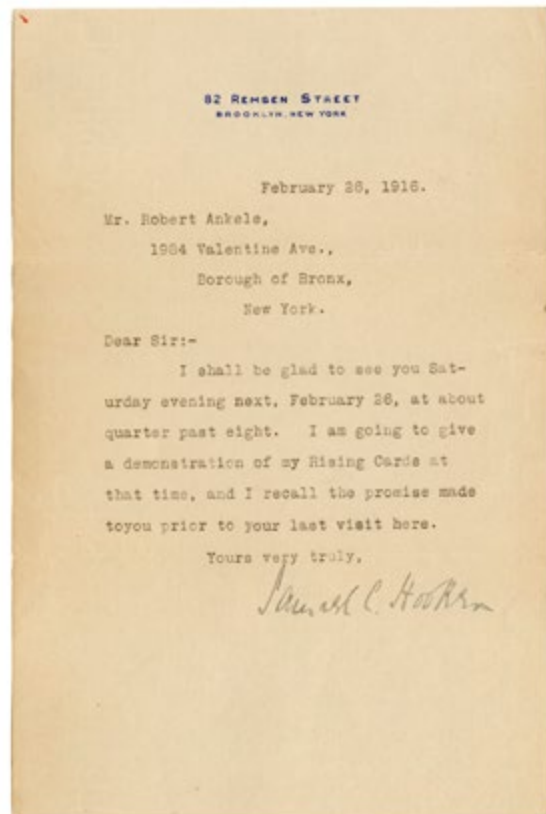 82 REMSEN STREET
BROOKLYN, NEW YORK
February 26, 1916.
Mr. Robert Ankele,
1984 Valentine Ave.,
Borough of Bronx,
New York.
Dear Sir:-
I shall be glad to see you Sat-
urday evening next, February 26, at about
quarter past eight. I am going to give
a demonstration of my Rising Cards at
that time, and I recall the promise made
toyou prior to your last visit here.
Yours very truly,
Samuel C. Hooker